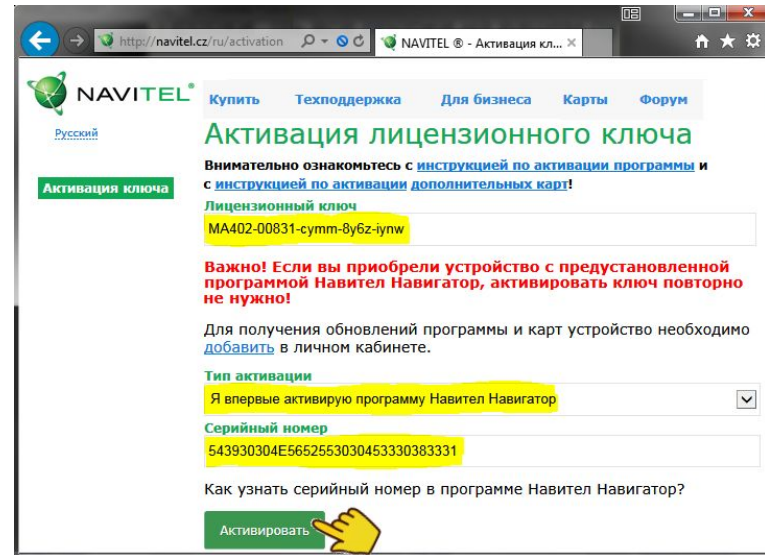 http://navitel.cz/ru/activation
NAVITEL ® - Активация кл...
NAVITEL®
Купить Техподдержка Для бизнеса Карты Форум
Русский
Активация лицензионного ключа
Внимательно ознакомьтесь с инструкцией по активации программы и
с инструкцией по активации дополнительных карт!
Активация ключа
Лицензионный ключ
MA402-00831-cymm-8y6z-iynw
Важно! Если вы приобрели устройство с предустановленной
программой Навител Навигатор, активировать ключ повторно
не нужно!
Для получения обновлений программы и карт устройство необходимо
добавить в личном кабинете.
Тип активации
Я впервые активирую программу Навител Навигатор
Серийный номер
543930304E5652553030453330383331
Как узнать серийный номер в программе Навител Навигатор?
Активировать